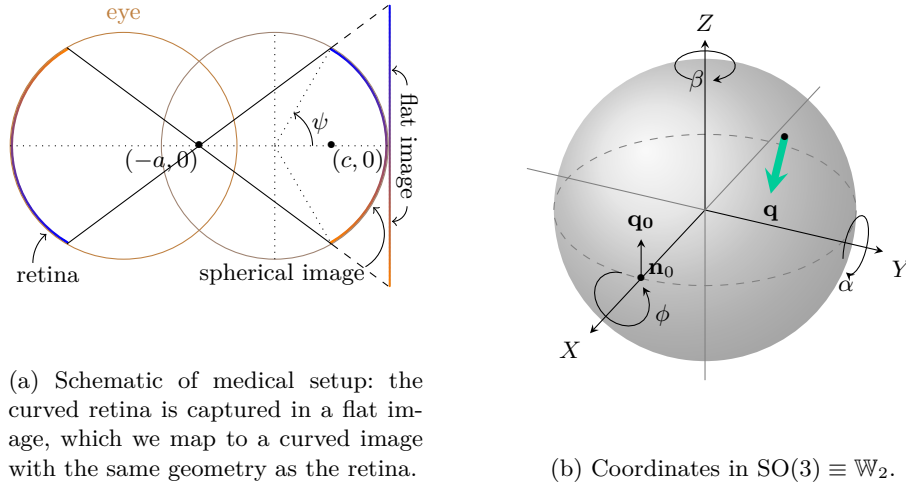 eye
ψ
(−a, 0)
(c, 0)
flat image
retina
spherical image
(a) Schematic of medical setup: the
curved retina is captured in a flat im-
age, which we map to a curved image
with the same geometry as the retina.
Z
β
q
q₀
n₀
Y
α
ϕ
X
(b) Coordinates in SO(3) ≡ 𝕎₂.